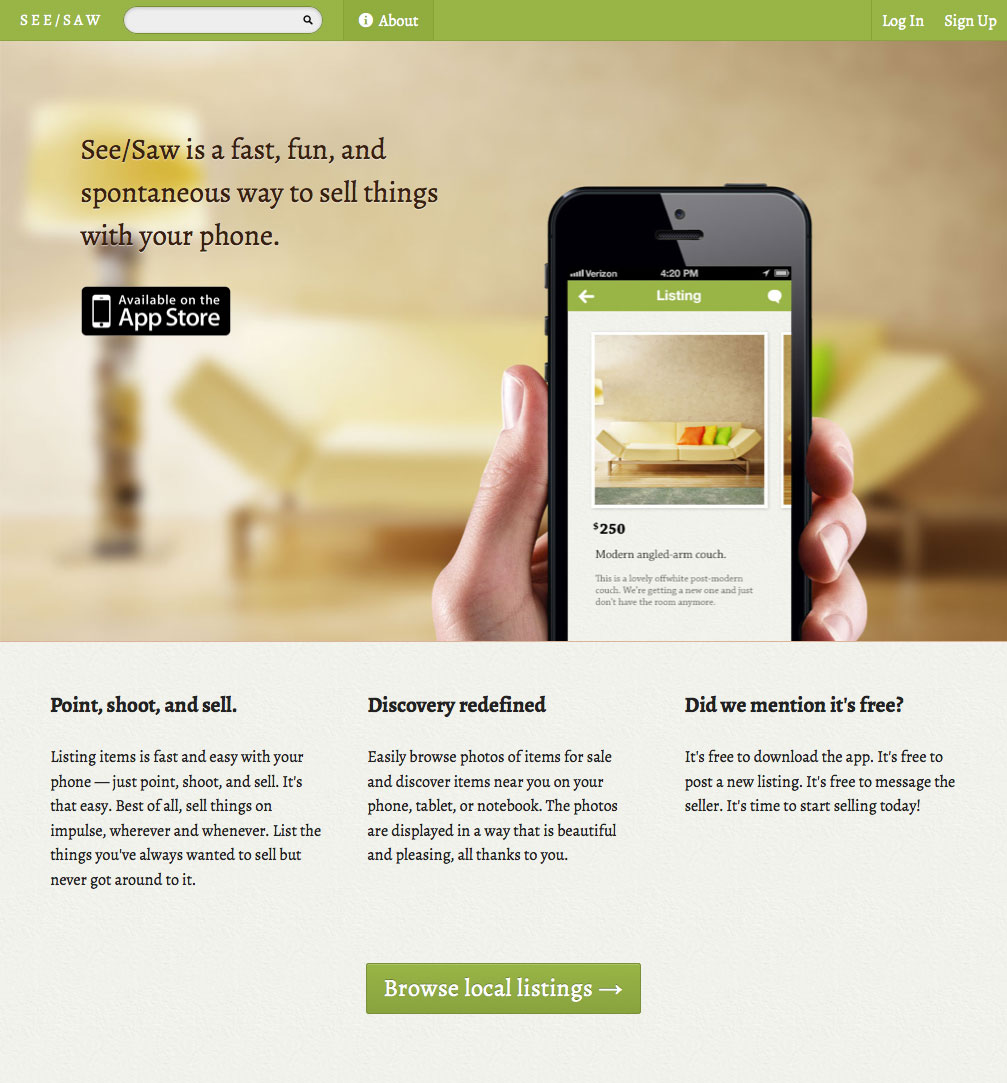 SEE/SAW
About
Log In
Sign Up
See/Saw is a fast, fun, and
spontaneous way to sell things
with your phone.
Available on the
App Store
Verizon
4:20 PM
Listing
$250
Modern angled-arm couch.
This is a lovely offwhite post-modern
couch. We're getting a new one and just
don't have the room anymore.
Point, shoot, and sell.
Listing items is fast and easy with your
phone — just point, shoot, and sell. It's
that easy. Best of all, sell things on
impulse, wherever and whenever. List the
things you've always wanted to sell but
never got around to it.
Discovery redefined
Easily browse photos of items for sale
and discover items near you on your
phone, tablet, or notebook. The photos
are displayed in a way that is beautiful
and pleasing, all thanks to you.
Did we mention it's free?
It's free to download the app. It's free to
post a new listing. It's free to message the
seller. It's time to start selling today!
Browse local listings →